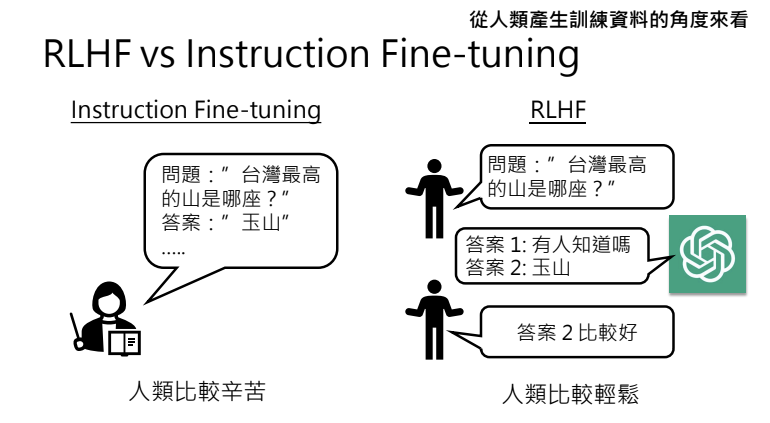 從人類產生訓練資料的角度來看
RLHF vs Instruction Fine-tuning
Instruction Fine-tuning
問題：”台灣最高
的山是哪座？”
答案：”玉山”
…..
人類比較辛苦
RLHF
問題：”台灣最高
的山是哪座？”
答案 1: 有人知道嗎
答案 2: 玉山
答案 2 比較好
人類比較輕鬆